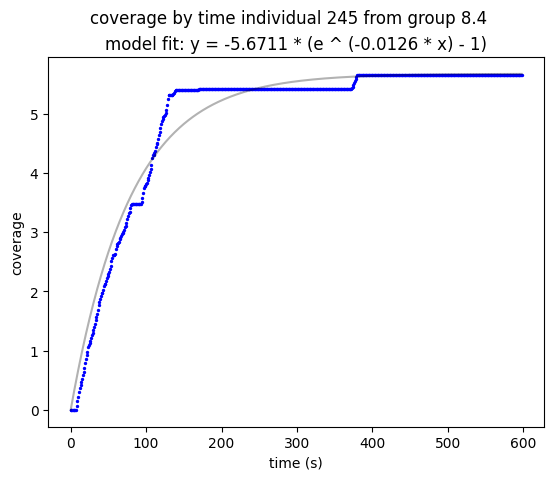 coverage by time individual 245 from group 8.4
model fit: y = -5.6711 * (e ^ (-0.0126 * x) - 1)
5
4
3
2
1
0
coverage
0 100 200 300 400 500 600
time (s)